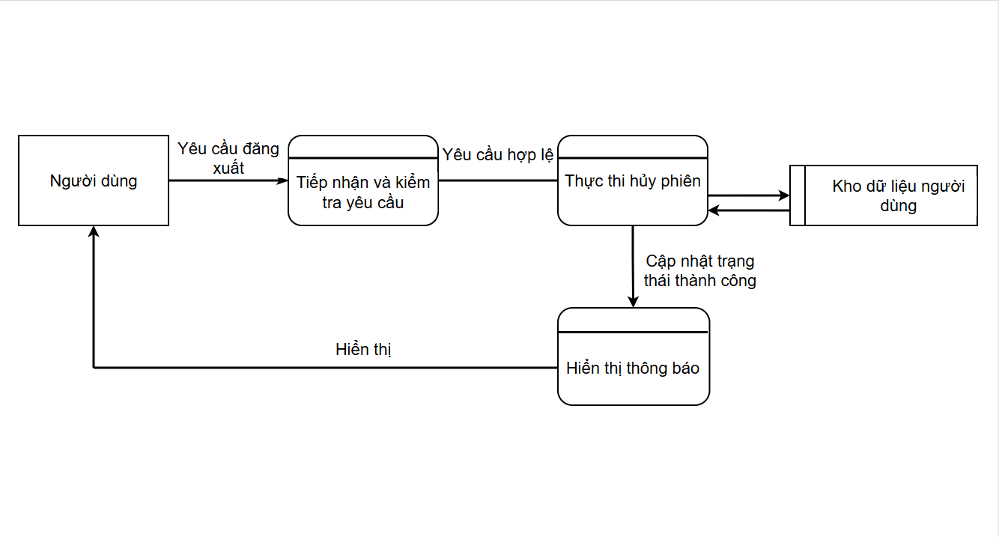 Người dùng
Yêu cầu đăng
xuất
Tiếp nhận và kiểm
tra yêu cầu
Yêu cầu hợp lệ
Thực thi hủy phiên
Kho dữ liệu người
dùng
Cập nhật trạng
thái thành công
Hiển thị
Hiển thị thông báo